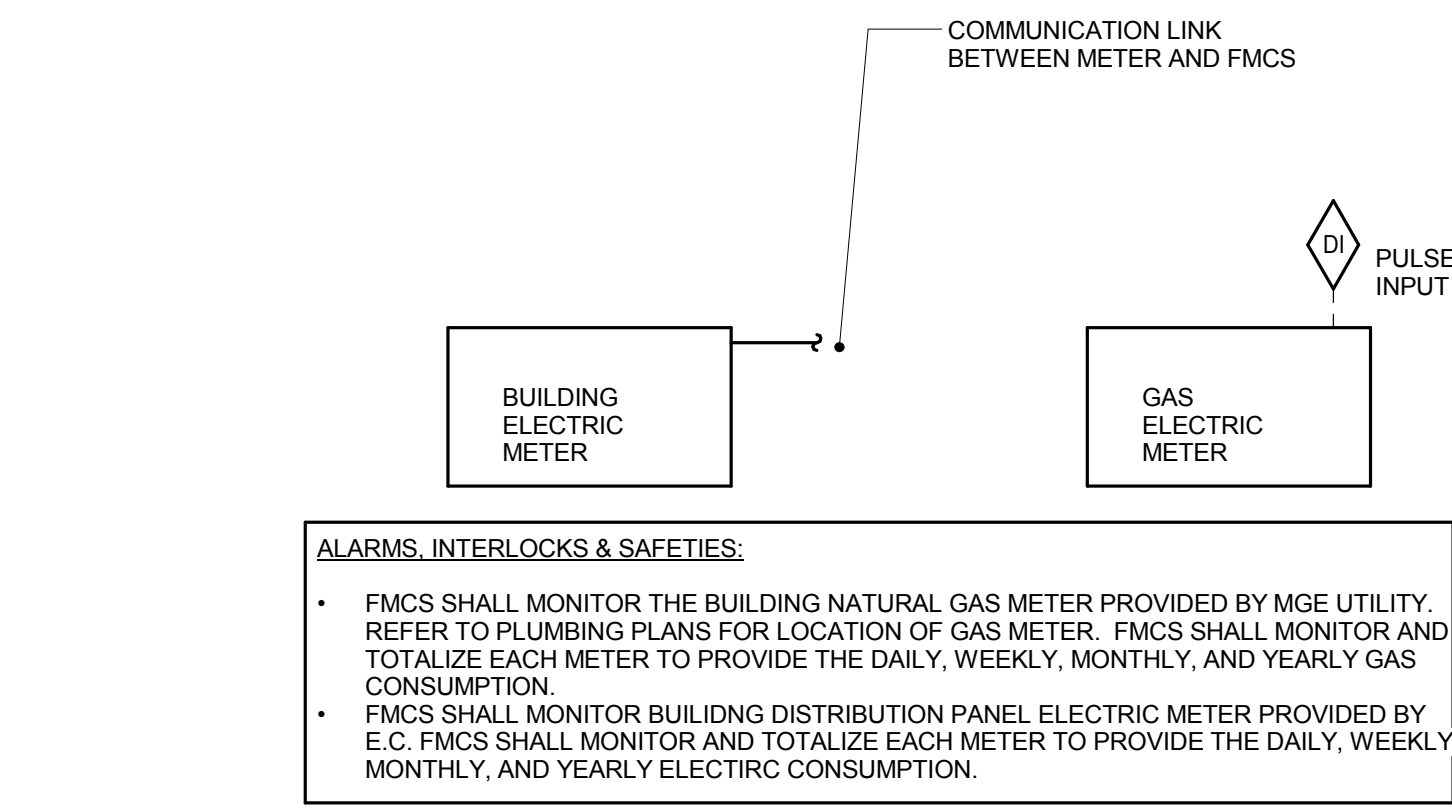 COMMUNICATION LINK
BETWEEN METER AND FMCS
DI
PULSE
INPUT
BUILDING
ELECTRIC
METER
GAS
ELECTRIC
METER
ALARMS, INTERLOCKS & SAFETIES:
• FMCS SHALL MONITOR THE BUILDING NATURAL GAS METER PROVIDED BY MGE UTILITY.
REFER TO PLUMBING PLANS FOR LOCATION OF GAS METER. FMCS SHALL MONITOR AND
TOTALIZE EACH METER TO PROVIDE THE DAILY, WEEKLY, MONTHLY, AND YEARLY GAS
CONSUMPTION.
• FMCS SHALL MONITOR BUILIDNG DISTRIBUTION PANEL ELECTRIC METER PROVIDED BY
E.C. FMCS SHALL MONITOR AND TOTALIZE EACH METER TO PROVIDE THE DAILY, WEEKLY
MONTHLY, AND YEARLY ELECTIRC CONSUMPTION.